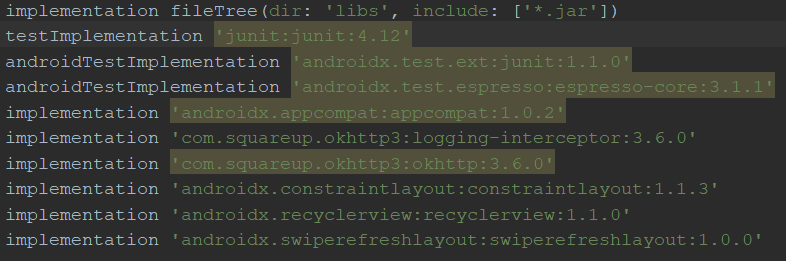 implementation fileTree(dir: 'libs', include: ['*.jar'])
testImplementation 'junit:junit:4.12'
androidTestImplementation 'androidx.test.ext:junit:1.1.0'
androidTestImplementation 'androidx.test.espresso:espresso-core:3.1.1'
implementation 'androidx.appcompat:appcompat:1.0.2'
implementation 'com.squareup.okhttp3:logging-interceptor:3.6.0'
implementation 'com.squareup.okhttp3:okhttp:3.6.0'
implementation 'androidx.constraintlayout:constraintlayout:1.1.3'
implementation 'androidx.recyclerview:recyclerview:1.1.0'
implementation 'androidx.swiperefreshlayout:swiperefreshlayout:1.0.0'